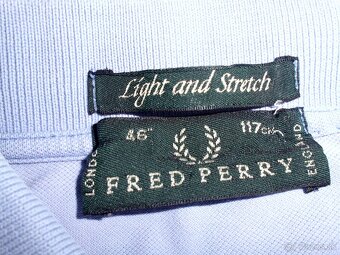 Light and Stretch
46" 117cm
LONDON FRED PERRY ENGLAND